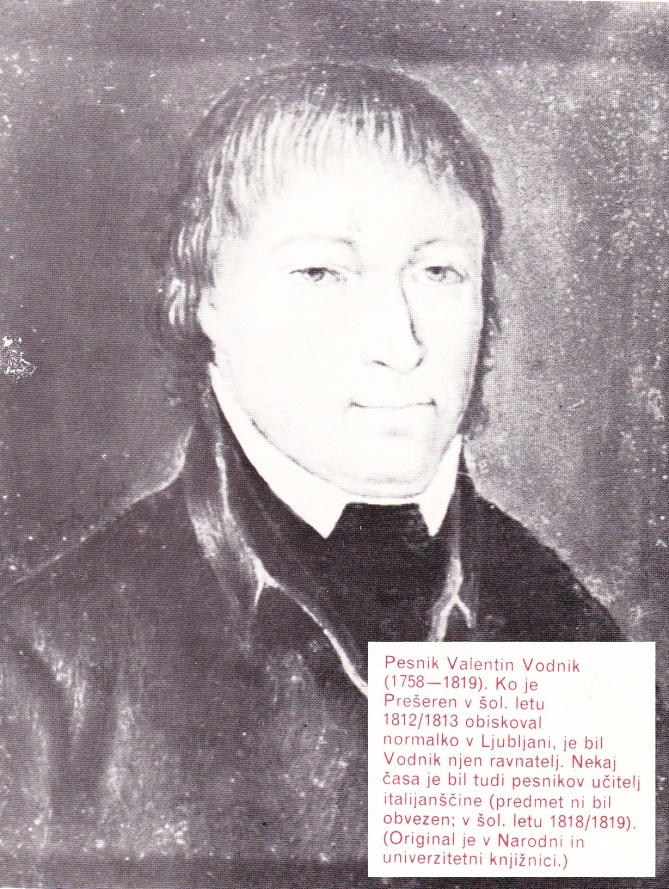 Pesnik Valentin Vodnik
(1758—1819). Ko je
Prešeren v šol. letu
1812/1813 obiskoval
normalko v Ljubljani, je bil
Vodnik njen ravnatelj. Nekaj
časa je bil tudi pesnikov učitelj
italijanščine (predmet ni bil
obvezen; v šol. letu 1818/1819).
(Original je v Narodni in
univerzitetni knjižnici.)